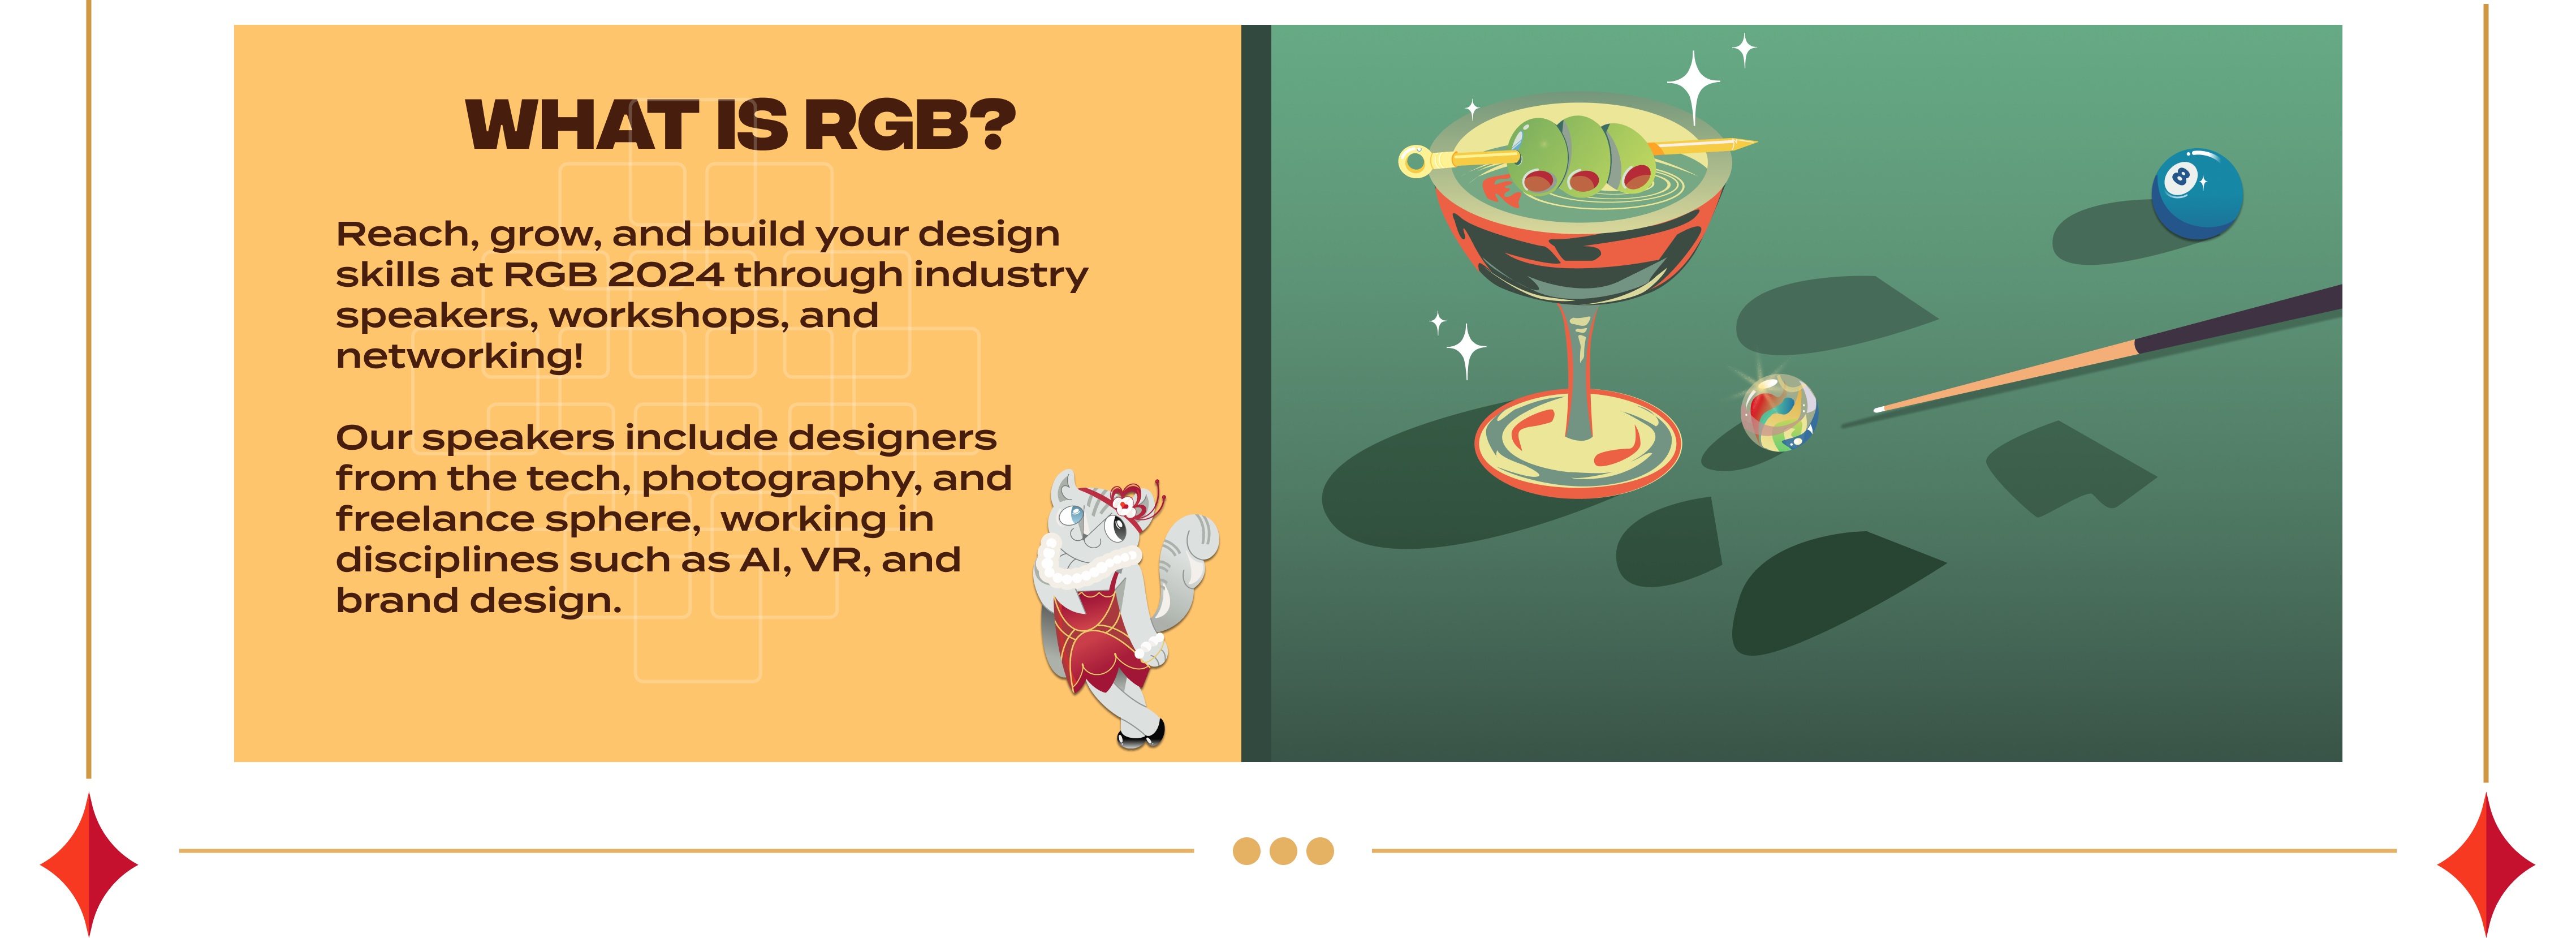 WHAT IS RGB?
Reach, grow, and build your design
skills at RGB 2024 through industry
speakers, workshops, and
networking!
Our speakers include designers
from the tech, photography, and
freelance sphere,  working in
disciplines such as AI, VR, and
brand design.
8